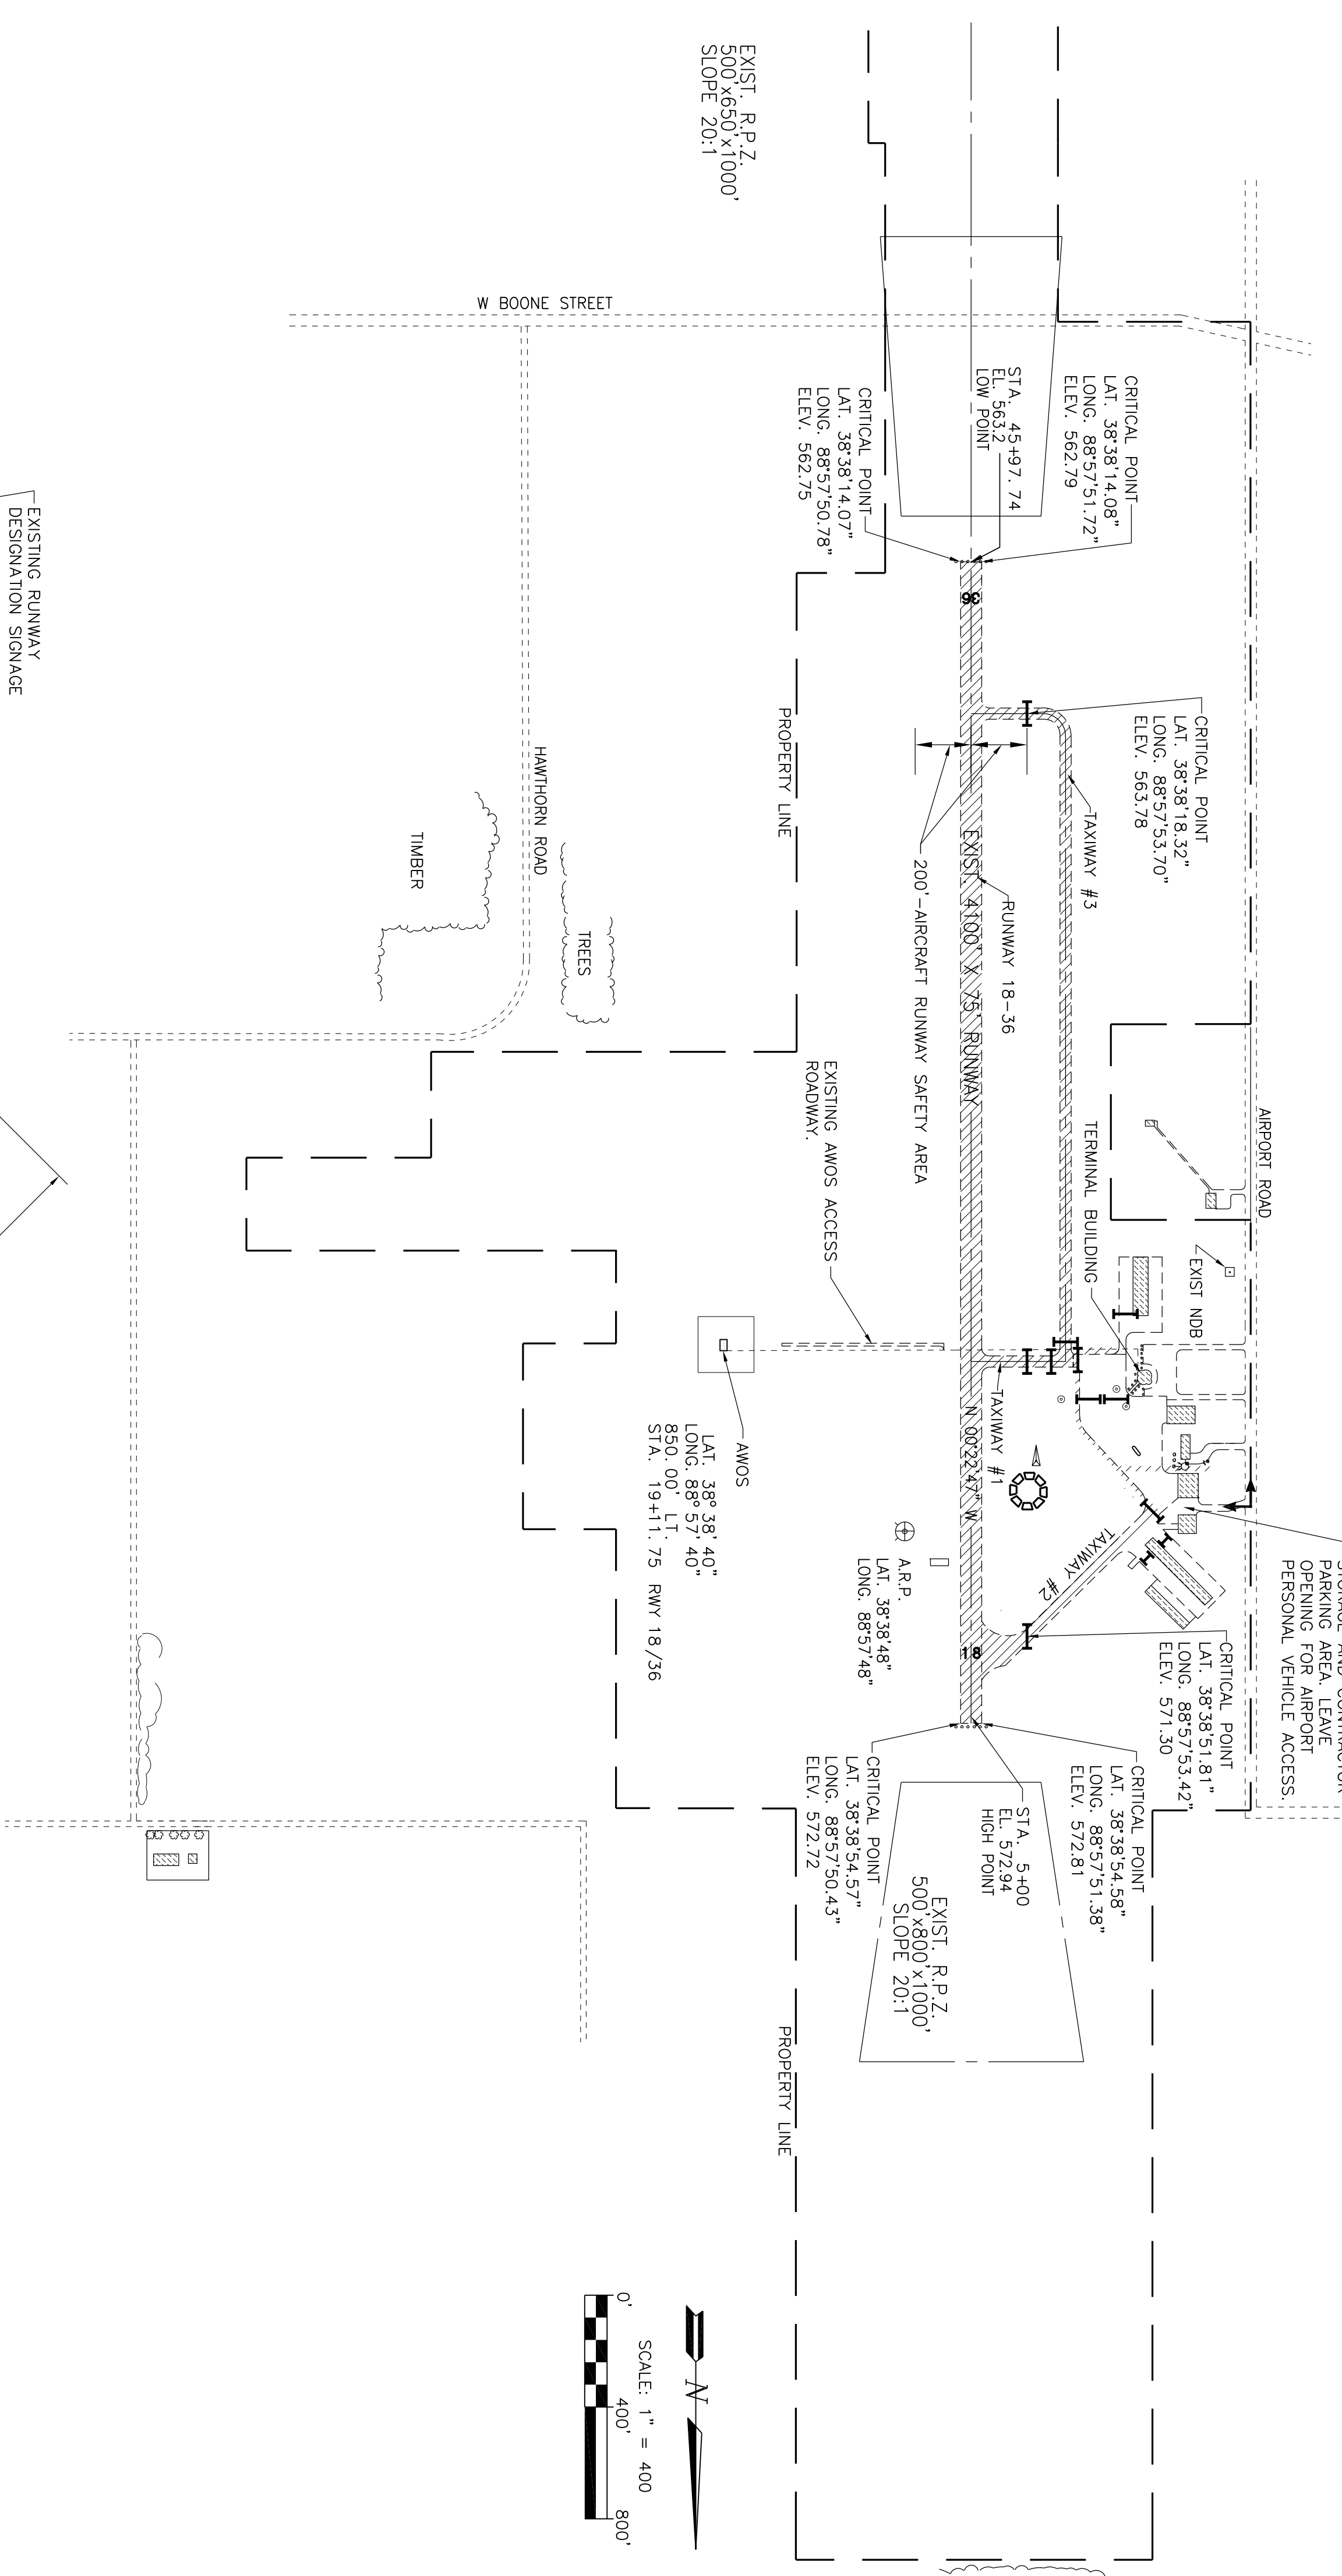 EXIST. R.P.Z.
500'x650'x1000'
SLOPE 20:1
W BOONE STREET
CRITICAL POINT
LAT. 38°38'14.08"
LONG. 88°57'51.72"
ELEV. 562.79
STA. 45+97.74
EL. 563.2
LOW POINT
CRITICAL POINT
LAT. 38°38'14.07"
LONG. 88°57'50.78"
ELEV. 562.75
EXISTING RUNWAY
DESIGNATION SIGNAGE
36
CRITICAL POINT
LAT. 38°38'18.32"
LONG. 88°57'53.70"
ELEV. 563.78
PROPERTY LINE
HAWTHORN ROAD
TIMBER
TREES
TAXIWAY #3
RUNWAY 18-36
EXIST. 4100' X 75' RUNWAY
200'-AIRCRAFT RUNWAY SAFETY AREA
AIRPORT ROAD
TERMINAL BUILDING
EXIST NDB
EXISTING AWOS ACCESS
ROADWAY.
TAXIWAY #1
N 00°22'47" W
AWOS
LAT. 38° 38' 40"
LONG. 88° 57' 40"
850.00' LT.
STA. 19+11.75 RWY 18/36
A.R.P.
LAT. 38°38'48"
LONG. 88°57'48"
TAXIWAY #2
STORAGE AND CONTRACTOR
PARKING AREA. LEAVE
OPENING FOR AIRPORT
PERSONAL VEHICLE ACCESS.
18
CRITICAL POINT
LAT. 38°38'51.81"
LONG. 88°57'53.42"
ELEV. 571.30
CRITICAL POINT
LAT. 38°38'54.58"
LONG. 88°57'51.38"
ELEV. 572.81
STA. 5+00
EL. 572.94
HIGH POINT
CRITICAL POINT
LAT. 38°38'54.57"
LONG. 88°57'50.43"
ELEV. 572.72
EXIST. R.P.Z.
500'x800'x1000'
SLOPE 20:1
PROPERTY LINE
N
SCALE: 1" = 400
0' 400' 800'